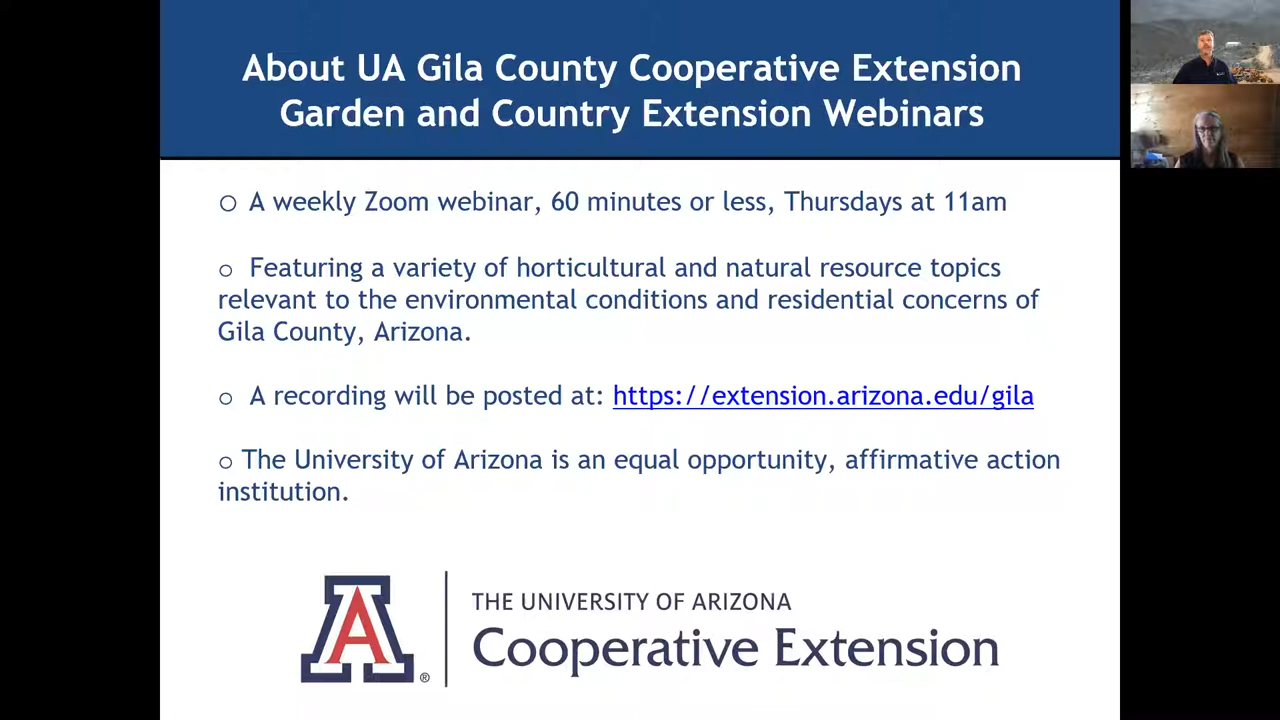 About UA Gila County Cooperative Extension
Garden and Country Extension Webinars
o A weekly Zoom webinar, 60 minutes or less, Thursdays at 11am
o Featuring a variety of horticultural and natural resource topics
relevant to the environmental conditions and residential concerns of
Gila County, Arizona.
o A recording will be posted at: https://extension.arizona.edu/gila
o The University of Arizona is an equal opportunity, affirmative action
institution.
A ®
THE UNIVERSITY OF ARIZONA
Cooperative Extension